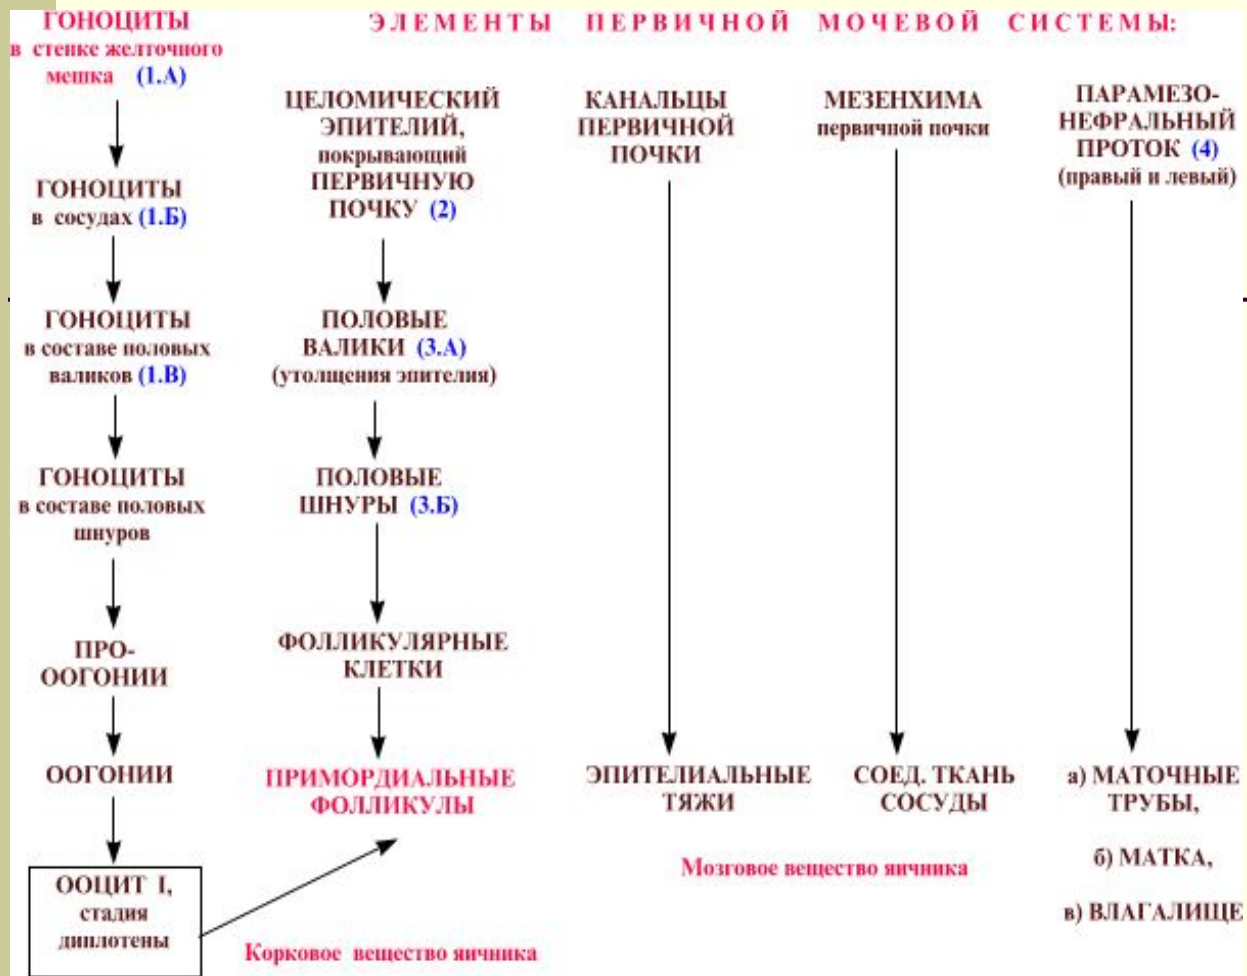 ГОНОЦИТЫ
в стенке желточного
мешка (1.А)
ГОНОЦИТЫ
в сосудах (1.Б)
ГОНОЦИТЫ
в составе половых
валиков (1.В)
ГОНОЦИТЫ
в составе половых
шнуров
ПРО-
ООГОНИИ
ООГОНИИ
ООЦИТ I,
стадия
диплотены
ЭЛЕМЕНТЫ ПЕРВИЧНОЙ МОЧЕВОЙ СИСТЕМЫ:
ЦЕЛОМИЧЕСКИЙ
ЭПИТЕЛИЙ,
покрывающий
ПЕРВИЧНУЮ
ПОЧКУ (2)
ПОЛОВЫЕ
ВАЛИКИ (3.А)
(утолщения эпителия)
ПОЛОВЫЕ
ШНУРЫ (3.Б)
ФОЛЛИКУЛЯРНЫЕ
КЛЕТКИ
ПРИМОРДИАЛЬНЫЕ
ФОЛЛИКУЛЫ
Корковое вещество яичника
КАНАЛЬЦЫ
ПЕРВИЧНОЙ
ПОЧКИ
ЭПИТЕЛИАЛЬНЫЕ
ТЯЖИ
МЕЗЕНХИМА
первичной почки
СОЕД. ТКАНЬ
СОСУДЫ
Мозговое вещество яичника
ПАРАМЕЗО-
НЕФРАЛЬНЫЙ
ПРОТОК (4)
(правый и левый)
а) МАТОЧНЫЕ
ТРУБЫ,
б) МАТКА,
в) ВЛАГАЛИЩЕ